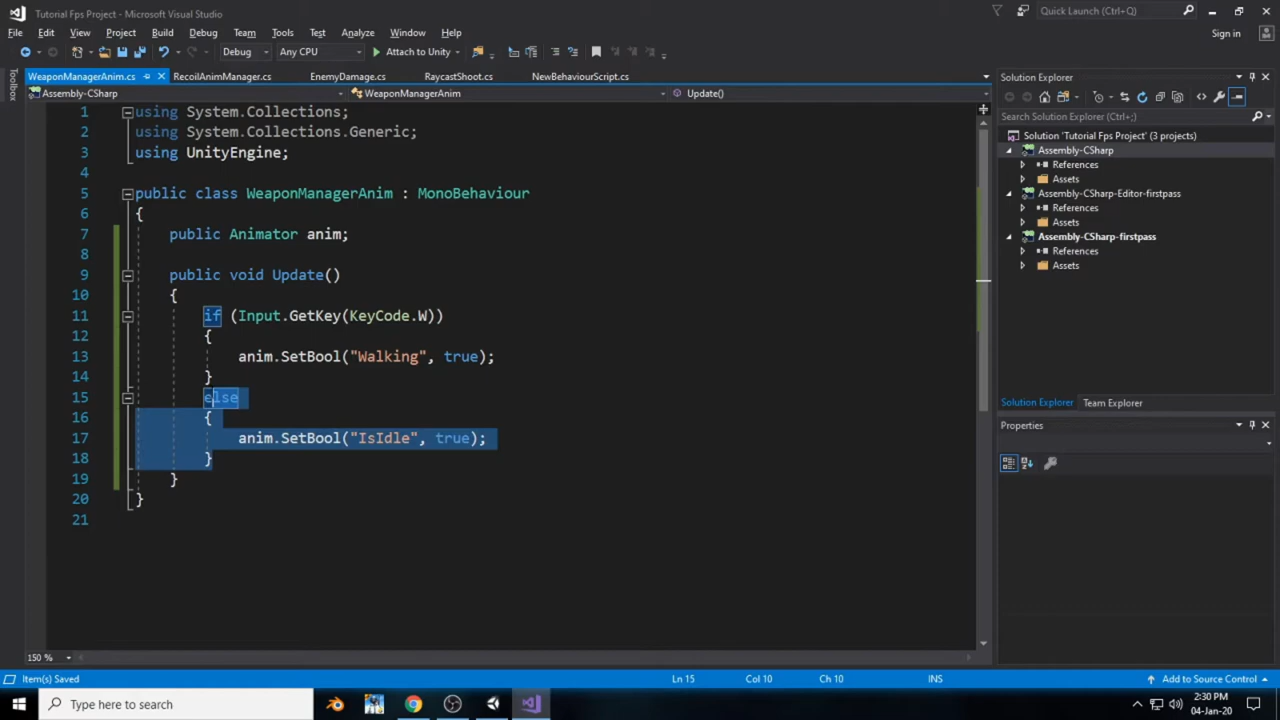 Tutorial Fps Project - Microsoft Visual Studio
Quick Launch (Ctrl+Q)
File Edit View Project Build Debug Team Tools Test Analyze Window Help
Sign in
Debug Any CPU Attach to Unity
Toolbox
WeaponManagerAnim.cs RecoilAnimManager.cs EnemyDamage.cs RaycastShoot.cs NewBehaviourScript.cs
Assembly-CSharp WeaponManagerAnim Update()
1 using System.Collections;
2 using System.Collections.Generic;
3 using UnityEngine;
4
5 public class WeaponManagerAnim : MonoBehaviour
6 {
7 public Animator anim;
8
9 public void Update()
10 {
11 if (Input.GetKey(KeyCode.W))
12 {
13 anim.SetBool("Walking", true);
14 }
15 else
16 {
17 anim.SetBool("IsIdle", true);
18 }
19 }
20 }
21
150 %
Solution Explorer
Search Solution Explorer (Ctrl+;)
Solution 'Tutorial Fps Project' (3 projects)
Assembly-CSharp
References
Assets
Assembly-CSharp-Editor-firstpass
References
Assets
Assembly-CSharp-firstpass
References
Assets
Solution Explorer Team Explorer
Properties
Item(s) Saved Ln 15 Col 10 Ch 10 INS Add to Source Control
Type here to search
2:30 PM
04-Jan-20